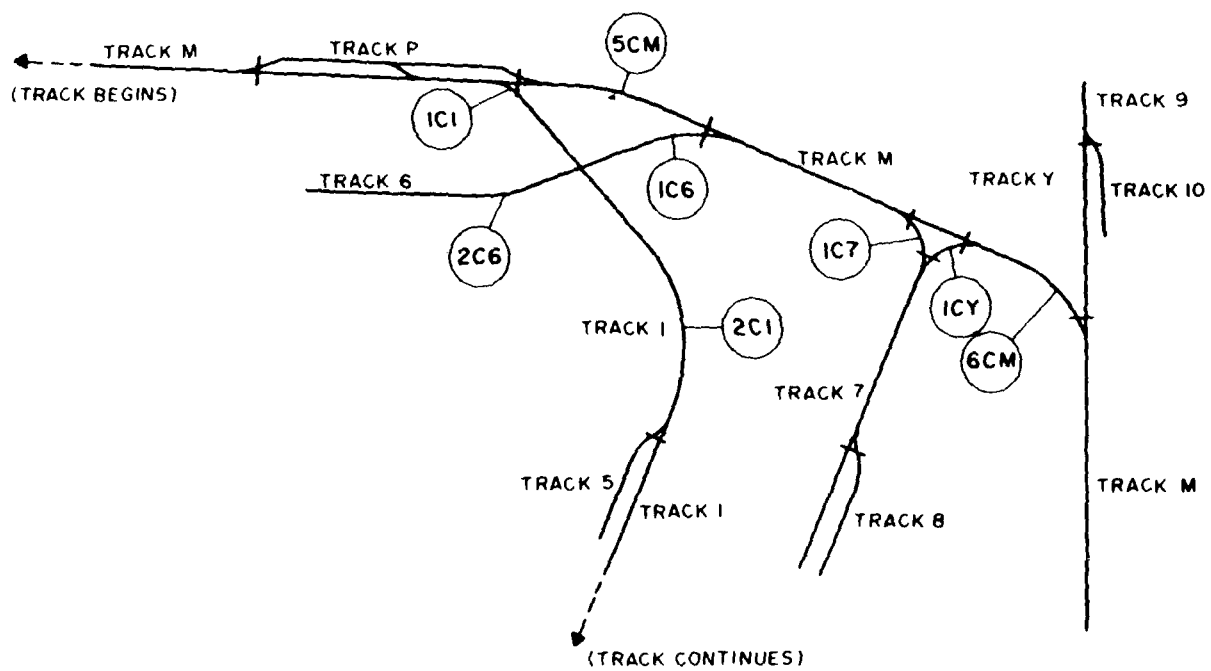 TRACK M
TRACK P
5CM
(TRACK BEGINS)
1C1
TRACK 9
TRACK M
TRACK 6
1C6
TRACK Y
TRACK 10
2C6
1C7
1CY
TRACK 1
2C1
6CM
TRACK 7
TRACK 5
TRACK 1
TRACK M
TRACK 8
(TRACK CONTINUES)